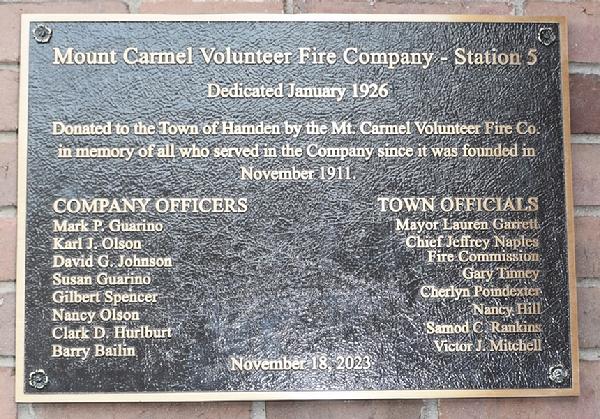 Mount Carmel Volunteer Fire Company - Station 5
Dedicated January 1926
Donated to the Town of Hamden by the Mt. Carmel Volunteer Fire Co.
in memory of all who served in the Company since it was founded in
November 1911.
COMPANY OFFICERS
Mark P. Guarino
Karl J. Olson
David G. Johnson
Susan Guarino
Gilbert Spencer
Nancy Olson
Clark D. Hurlburt
Barry Bailin
TOWN OFFICIALS
Mayor Lauren Garrett
Chief Jeffrey Naples
Fire Commission
Gary Tinney
Cherlyn Poindexter
Nancy Hill
Samod C. Rankins
Victor J. Mitchell
November 18, 2023